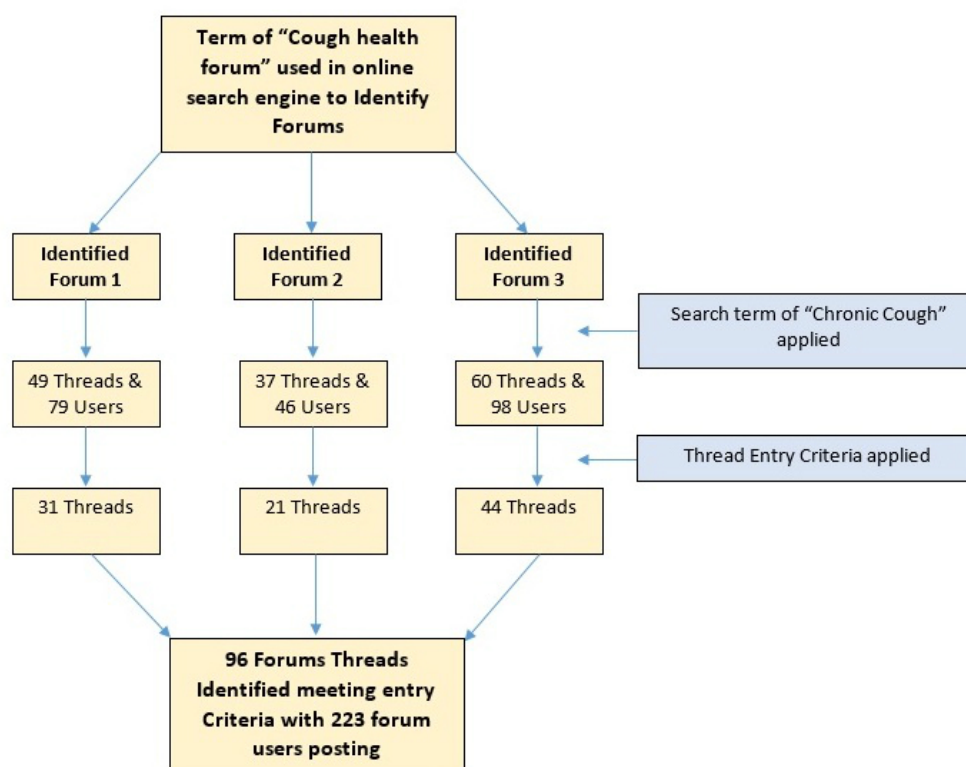 Term of “Cough health
forum” used in online
search engine to Identify
Forums
Identified
Forum 1
Identified
Forum 2
Identified
Forum 3
Search term of “Chronic Cough”
applied
49 Threads &
79 Users
37 Threads &
46 Users
60 Threads &
98 Users
Thread Entry Criteria applied
31 Threads
21 Threads
44 Threads
96 Forums Threads
Identified meeting entry
Criteria with 223 forum
users posting